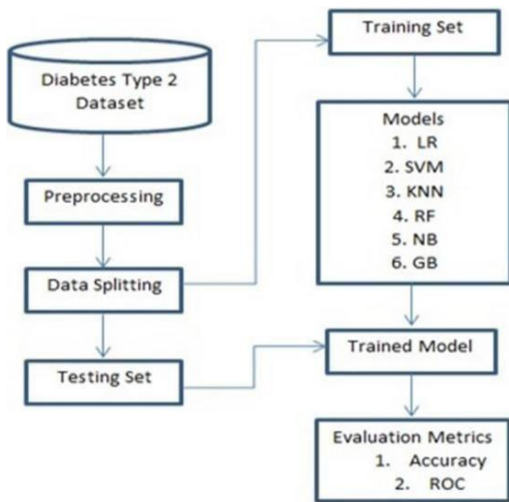 Diabetes Type 2
Dataset
Preprocessing
Data Splitting
Testing Set
Training Set
Models
1. LR
2. SVM
3. KNN
4. RF
5. NB
6. GB
Trained Model
Evaluation Metrics
1. Accuracy
2. ROC